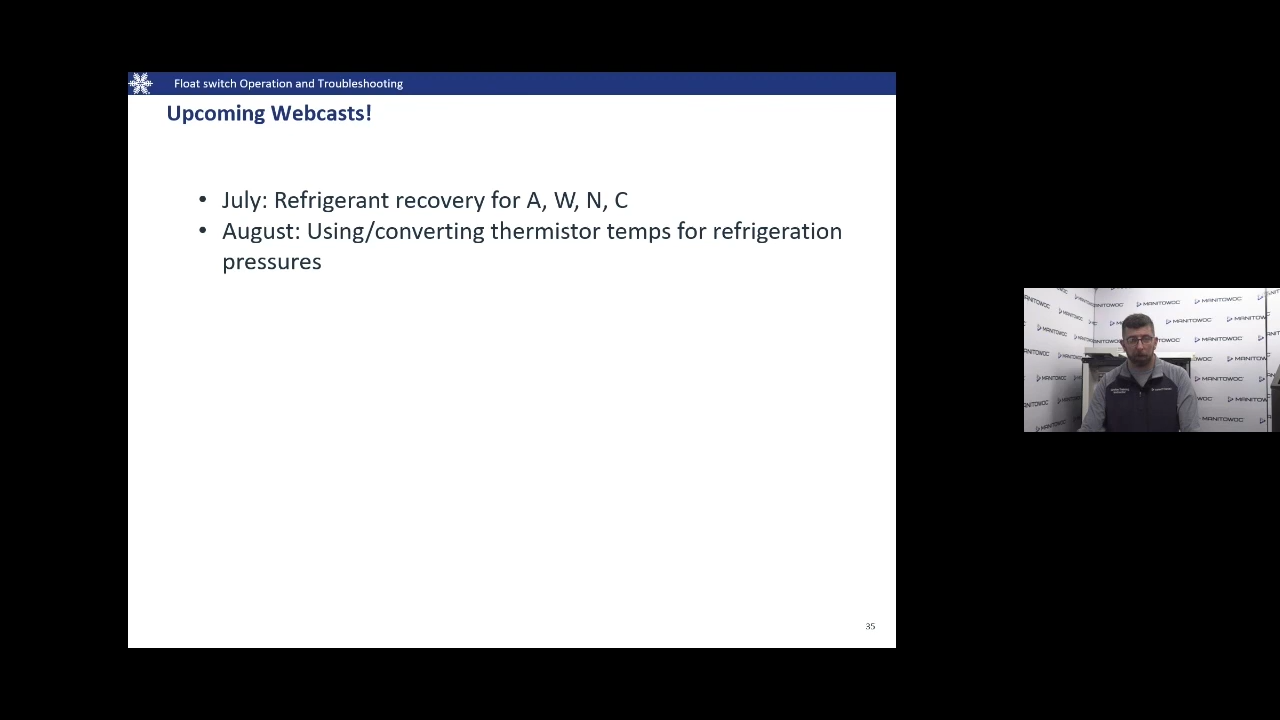 Float switch Operation and Troubleshooting
Upcoming Webcasts!
• July: Refrigerant recovery for A, W, N, C
• August: Using/converting thermistor temps for refrigeration
pressures
35
MANITOWOC